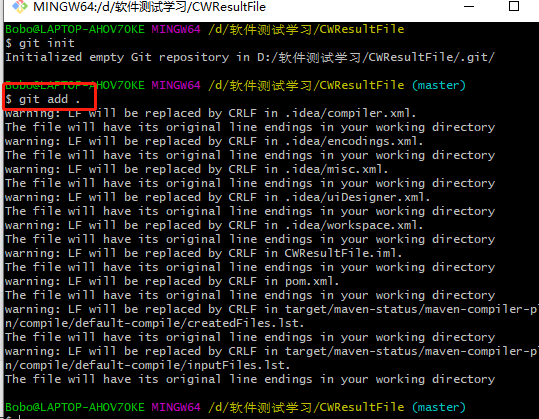 MINGW64:/d/软件测试学习/CWResultFile
Bobo@LAPTOP-AHOV7OKE MINGW64 /d/软件测试学习/CWResultFile
$ git init
Initialized empty Git repository in D:/软件测试学习/CWResultFile/.git/
Bobo@LAPTOP-AHOV7OKE MINGW64 /d/软件测试学习/CWResultFile (master)
$ git add .
warning: LF will be replaced by CRLF in .idea/compiler.xml.
The file will have its original line endings in your working directory
warning: LF will be replaced by CRLF in .idea/encodings.xml.
The file will have its original line endings in your working directory
warning: LF will be replaced by CRLF in .idea/misc.xml.
The file will have its original line endings in your working directory
warning: LF will be replaced by CRLF in .idea/uiDesigner.xml.
The file will have its original line endings in your working directory
warning: LF will be replaced by CRLF in .idea/workspace.xml.
The file will have its original line endings in your working directory
warning: LF will be replaced by CRLF in CWResultFile.iml.
The file will have its original line endings in your working directory
warning: LF will be replaced by CRLF in pom.xml.
The file will have its original line endings in your working directory
warning: LF will be replaced by CRLF in target/maven-status/maven-compiler-p
n/compile/default-compile/createdFiles.lst.
The file will have its original line endings in your working directory
warning: LF will be replaced by CRLF in target/maven-status/maven-compiler-p
n/compile/default-compile/inputFiles.lst.
The file will have its original line endings in your working directory
Bobo@LAPTOP-AHOV7OKE MINGW64 /d/软件测试学习/CWResultFile (master)